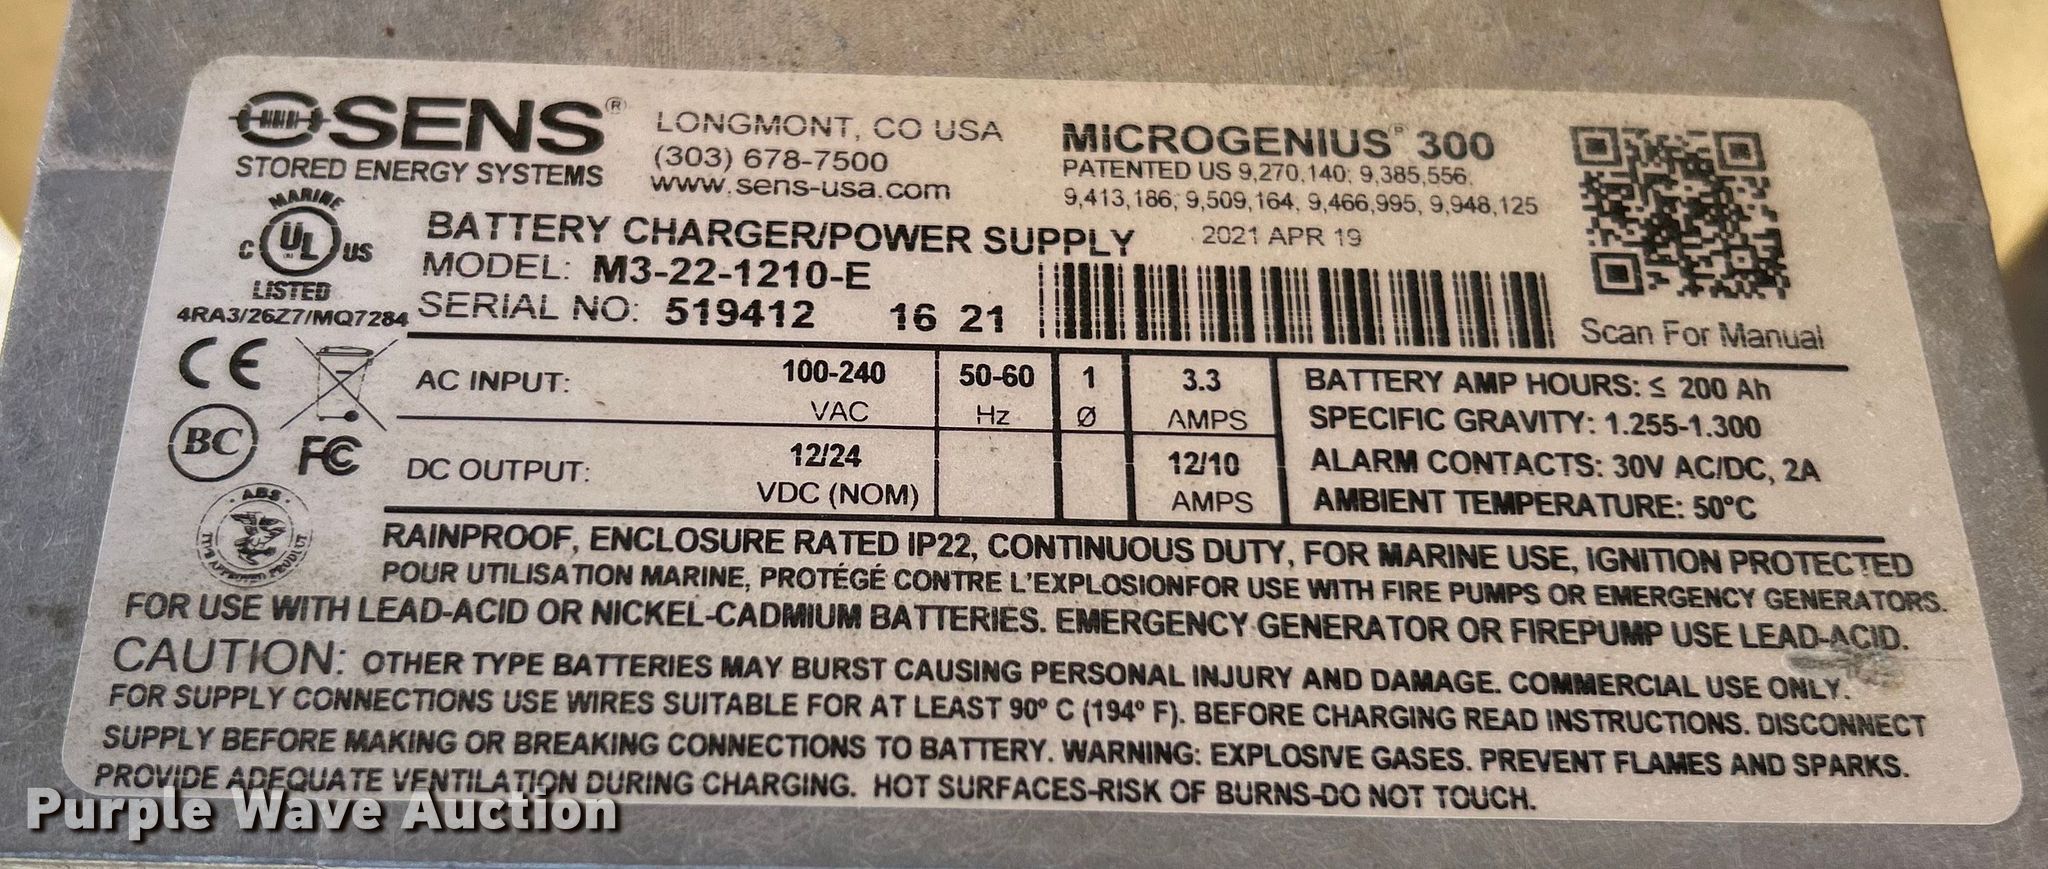 SENS®
STORED ENERGY SYSTEMS
LONGMONT, CO USA
(303) 678-7500
www.sens-usa.com
MICROGENIUS® 300
PATENTED US 9,270,140; 9,385,556,
9,413,186; 9,509,164, 9,466,995, 9,948,125
2021 APR 19
MARINE
C UL US
LISTED
4RA3/26Z7/MQ7284
BATTERY CHARGER/POWER SUPPLY
MODEL: M3-22-1210-E
SERIAL NO: 519412 16 21
Scan For Manual
CE
BC
FC
ABS
TYPE APPROVED PRODUCT
AC INPUT: 100-240 VAC 50-60 Hz 1 Ø 3.3 AMPS
DC OUTPUT: 12/24 VDC (NOM) 12/10 AMPS
BATTERY AMP HOURS: ≤ 200 Ah
SPECIFIC GRAVITY: 1.255-1.300
ALARM CONTACTS: 30V AC/DC, 2A
AMBIENT TEMPERATURE: 50°C
RAINPROOF, ENCLOSURE RATED IP22, CONTINUOUS DUTY, FOR MARINE USE, IGNITION PROTECTED
POUR UTILISATION MARINE, PROTÉGÉ CONTRE L'EXPLOSIONFOR USE WITH FIRE PUMPS OR EMERGENCY GENERATORS.
FOR USE WITH LEAD-ACID OR NICKEL-CADMIUM BATTERIES. EMERGENCY GENERATOR OR FIREPUMP USE LEAD-ACID.
CAUTION: OTHER TYPE BATTERIES MAY BURST CAUSING PERSONAL INJURY AND DAMAGE. COMMERCIAL USE ONLY.
FOR SUPPLY CONNECTIONS USE WIRES SUITABLE FOR AT LEAST 90° C (194° F). BEFORE CHARGING READ INSTRUCTIONS. DISCONNECT
SUPPLY BEFORE MAKING OR BREAKING CONNECTIONS TO BATTERY. WARNING: EXPLOSIVE GASES. PREVENT FLAMES AND SPARKS.
PROVIDE ADEQUATE VENTILATION DURING CHARGING. HOT SURFACES-RISK OF BURNS-DO NOT TOUCH.
Purple Wave Auction